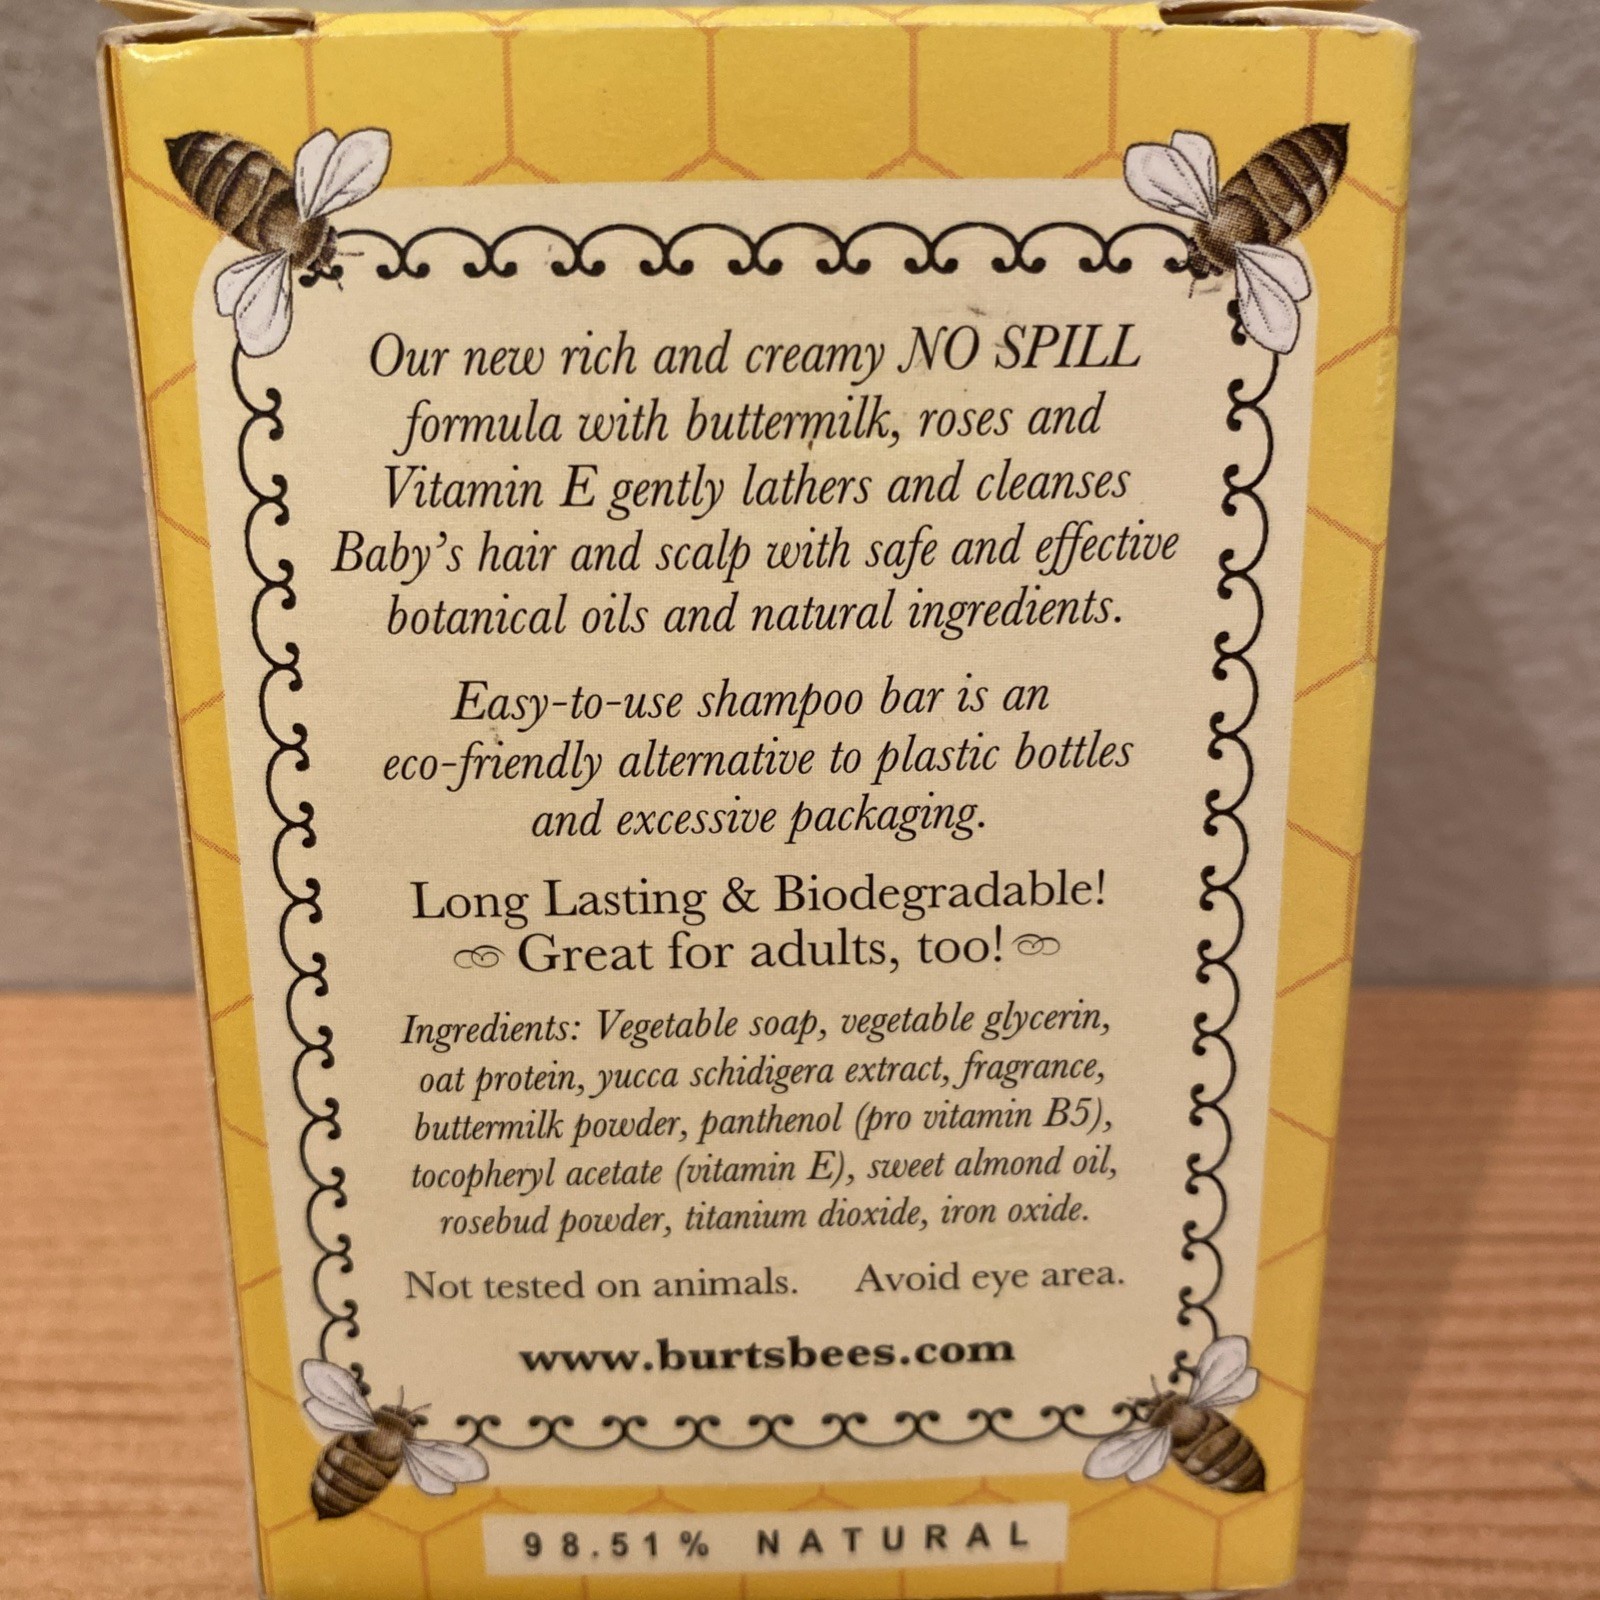 Our new rich and creamy NO SPILL
formula with buttermilk, roses and
Vitamin E gently lathers and cleanses
Baby's hair and scalp with safe and effective
botanical oils and natural ingredients.
Easy-to-use shampoo bar is an
eco-friendly alternative to plastic bottles
and excessive packaging.
Long Lasting & Biodegradable!
Great for adults, too!
Ingredients: Vegetable soap, vegetable glycerin,
oat protein, yucca schidigera extract, fragrance,
buttermilk powder, panthenol (pro vitamin B5),
tocopheryl acetate (vitamin E), sweet almond oil,
rosebud powder, titanium dioxide, iron oxide.
Not tested on animals. Avoid eye area.
www.burtsbees.com
98.51% NATURAL